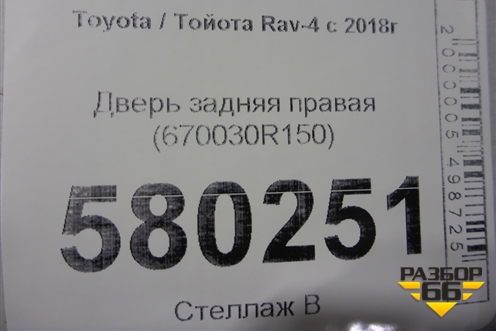 Toyota / Тойота Rav-4 с 2018г
Дверь задняя правая
(670030R150)
580251
Стеллаж В
2000005498725
РАЗБОР
66